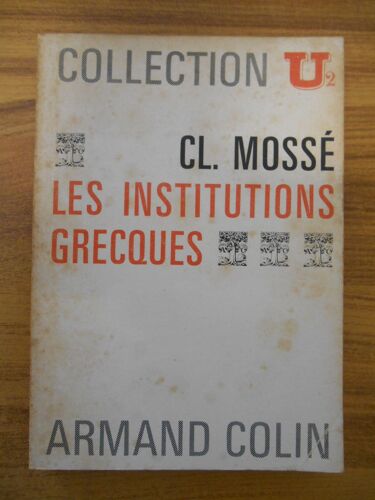 COLLECTION U2
CL. MOSSÉ
LES INSTITUTIONS
GRECQUES
ARMAND COLIN